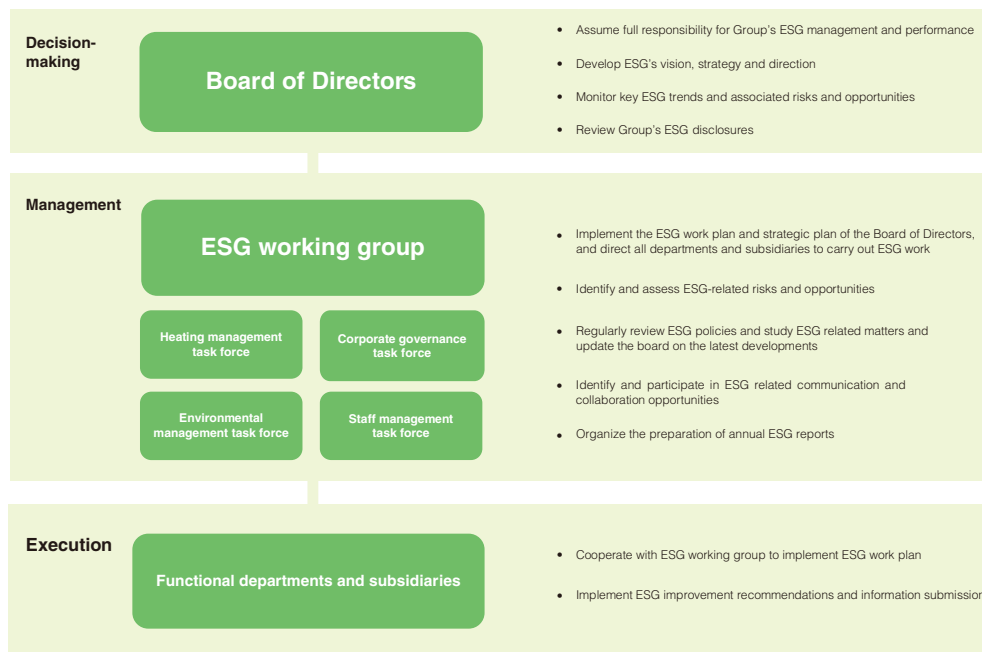 Decision-
making
Board of Directors
• Assume full responsibility for Group's ESG management and performance
• Develop ESG's vision, strategy and direction
• Monitor key ESG trends and associated risks and opportunities
• Review Group's ESG disclosures
Management
ESG working group
Heating management
task force
Corporate governance
task force
Environmental
management task force
Staff management
task force
• Implement the ESG work plan and strategic plan of the Board of Directors,
and direct all departments and subsidiaries to carry out ESG work
• Identify and assess ESG-related risks and opportunities
• Regularly review ESG policies and study ESG related matters and
update the board on the latest developments
• Identify and participate in ESG related communication and
collaboration opportunities
• Organize the preparation of annual ESG reports
Execution
Functional departments and subsidiaries
• Cooperate with ESG working group to implement ESG work plan
• Implement ESG improvement recommendations and information submission